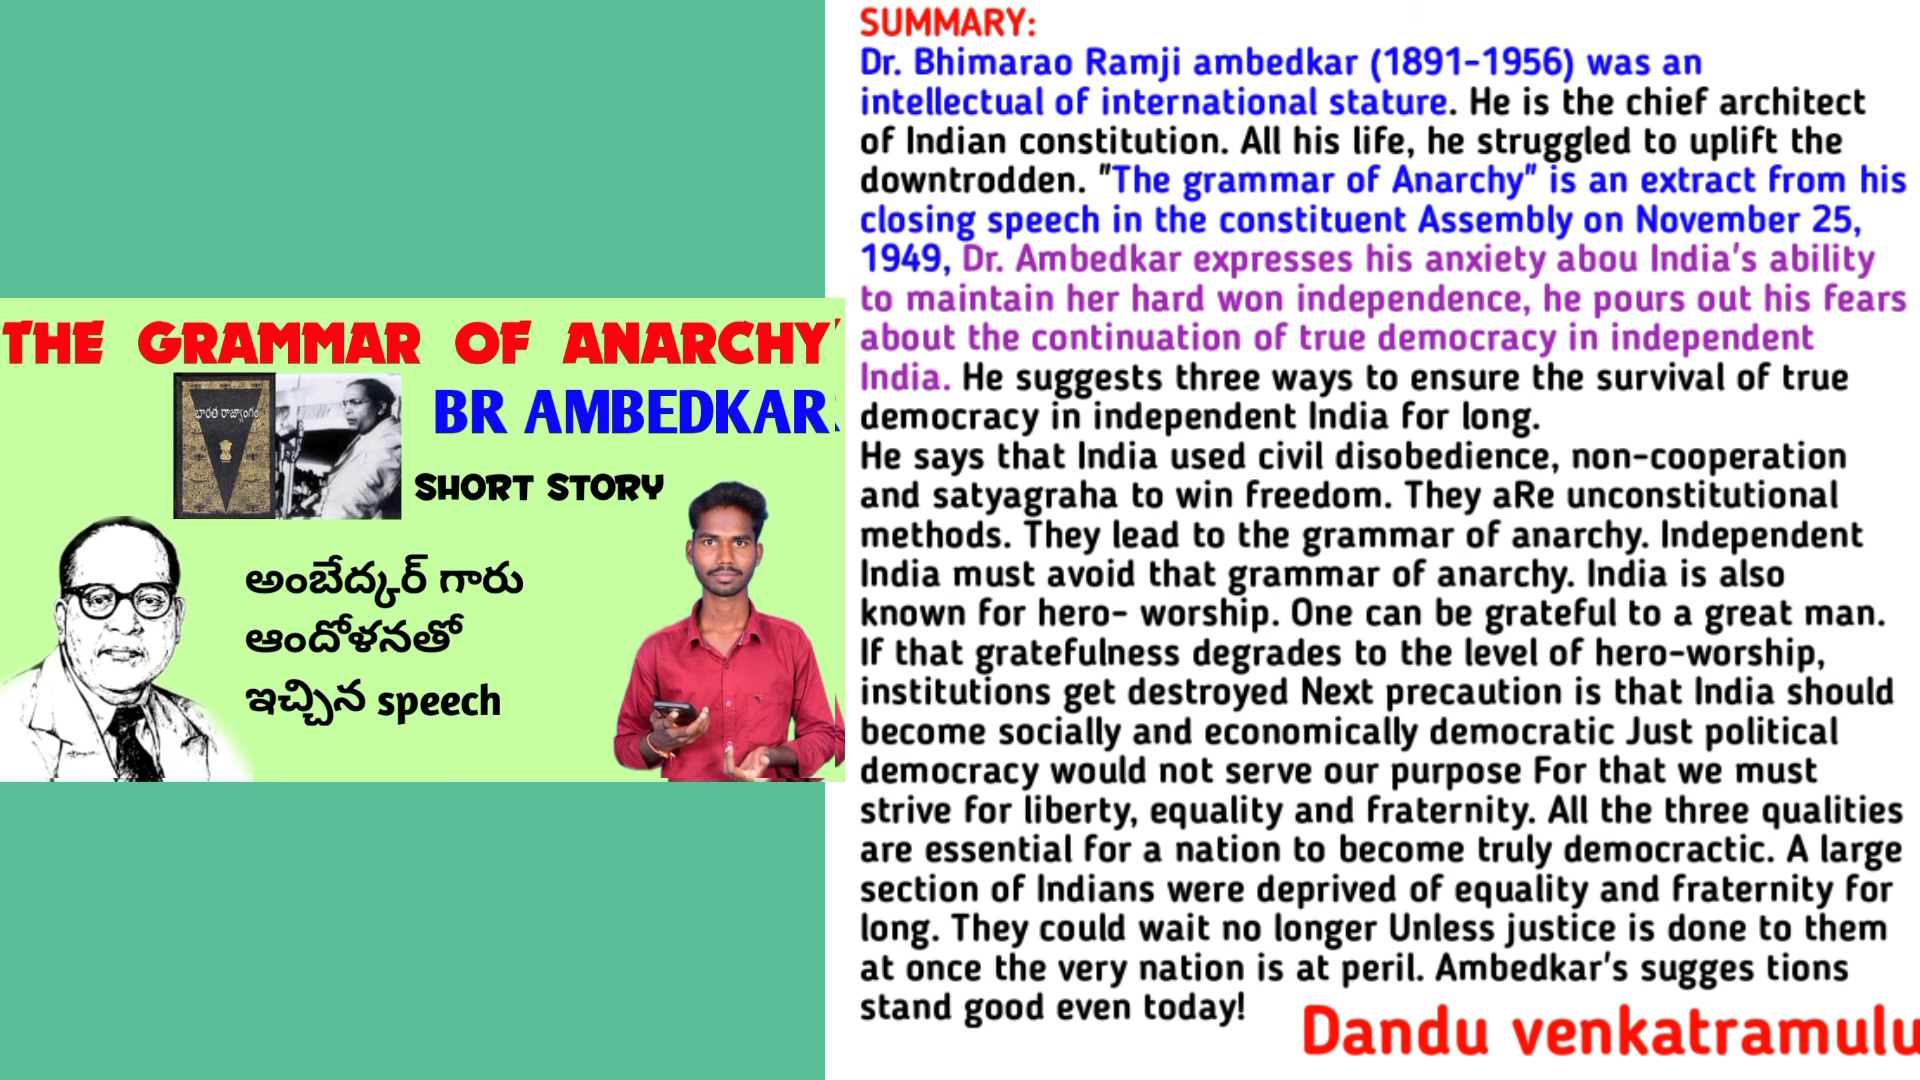 THE GRAMMAR OF ANARCHY
BR AMBEDKAR
భారత రాజ్యాంగం
SHORT STORY
అంబేద్కర్ గారు
ఆందోళనతో
ఇచ్చిన speech
SUMMARY:
Dr. Bhimarao Ramji ambedkar (1891-1956) was an
intellectual of international stature. He is the chief architect
of Indian constitution. All his life, he struggled to uplift the
downtrodden. "The grammar of Anarchy" is an extract from his
closing speech in the constituent Assembly on November 25,
1949, Dr. Ambedkar expresses his anxiety abou India's ability
to maintain her hard won independence, he pours out his fears
about the continuation of true democracy in independent
India. He suggests three ways to ensure the survival of true
democracy in independent India for long.
He says that India used civil disobedience, non-cooperation
and satyagraha to win freedom. They aRe unconstitutional
methods. They lead to the grammar of anarchy. Independent
India must avoid that grammar of anarchy. India is also
known for hero- worship. One can be grateful to a great man.
If that gratefulness degrades to the level of hero-worship,
institutions get destroyed Next precaution is that India should
become socially and economically democratic Just political
democracy would not serve our purpose For that we must
strive for liberty, equality and fraternity. All the three qualities
are essential for a nation to become truly democractic. A large
section of Indians were deprived of equality and fraternity for
long. They could wait no longer Unless justice is done to them
at once the very nation is at peril. Ambedkar's sugges tions
stand good even today!
Dandu venkatramulu